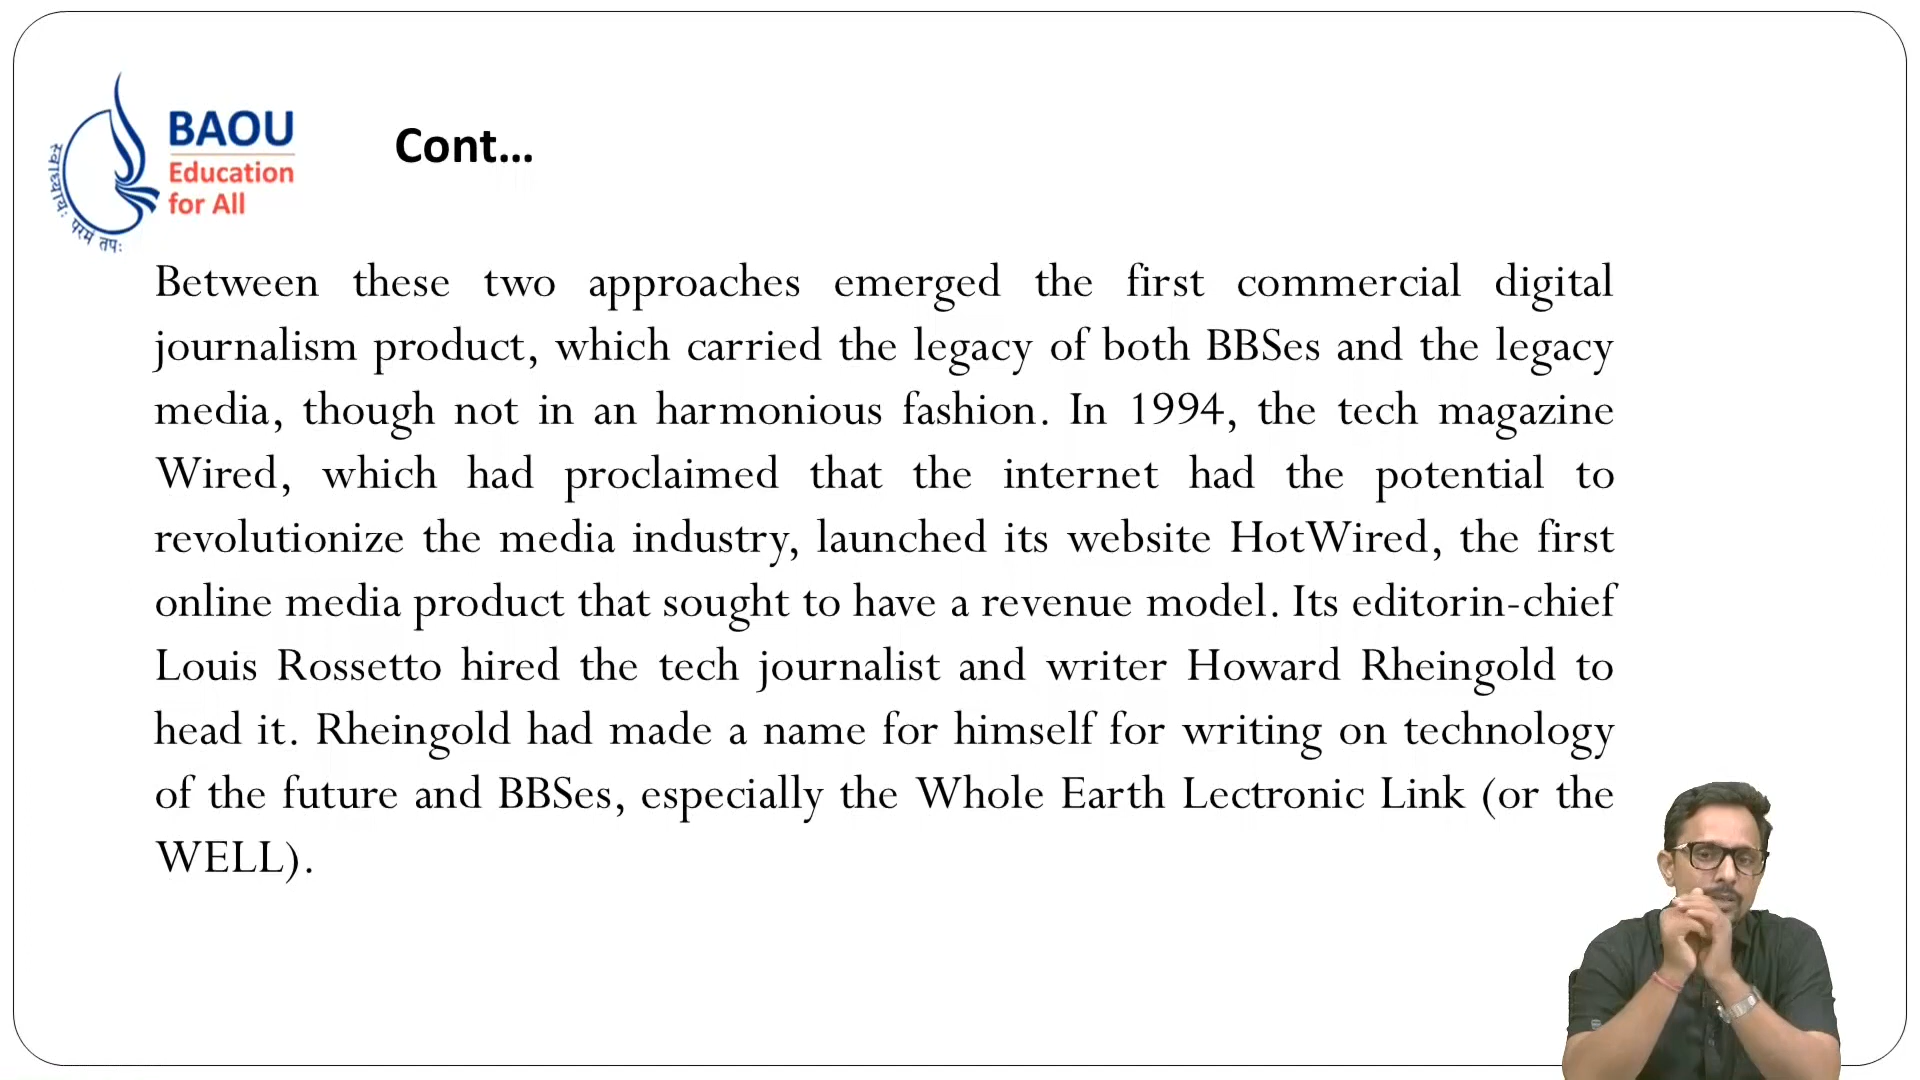 BAOU
Education
for All
स्वाध्यायः परमं तपः
Cont...
Between these two approaches emerged the first commercial digital
journalism product, which carried the legacy of both BBSes and the legacy
media, though not in an harmonious fashion. In 1994, the tech magazine
Wired, which had proclaimed that the internet had the potential to
revolutionize the media industry, launched its website HotWired, the first
online media product that sought to have a revenue model. Its editorin-chief
Louis Rossetto hired the tech journalist and writer Howard Rheingold to
head it. Rheingold had made a name for himself for writing on technology
of the future and BBSes, especially the Whole Earth Lectronic Link (or the
WELL).